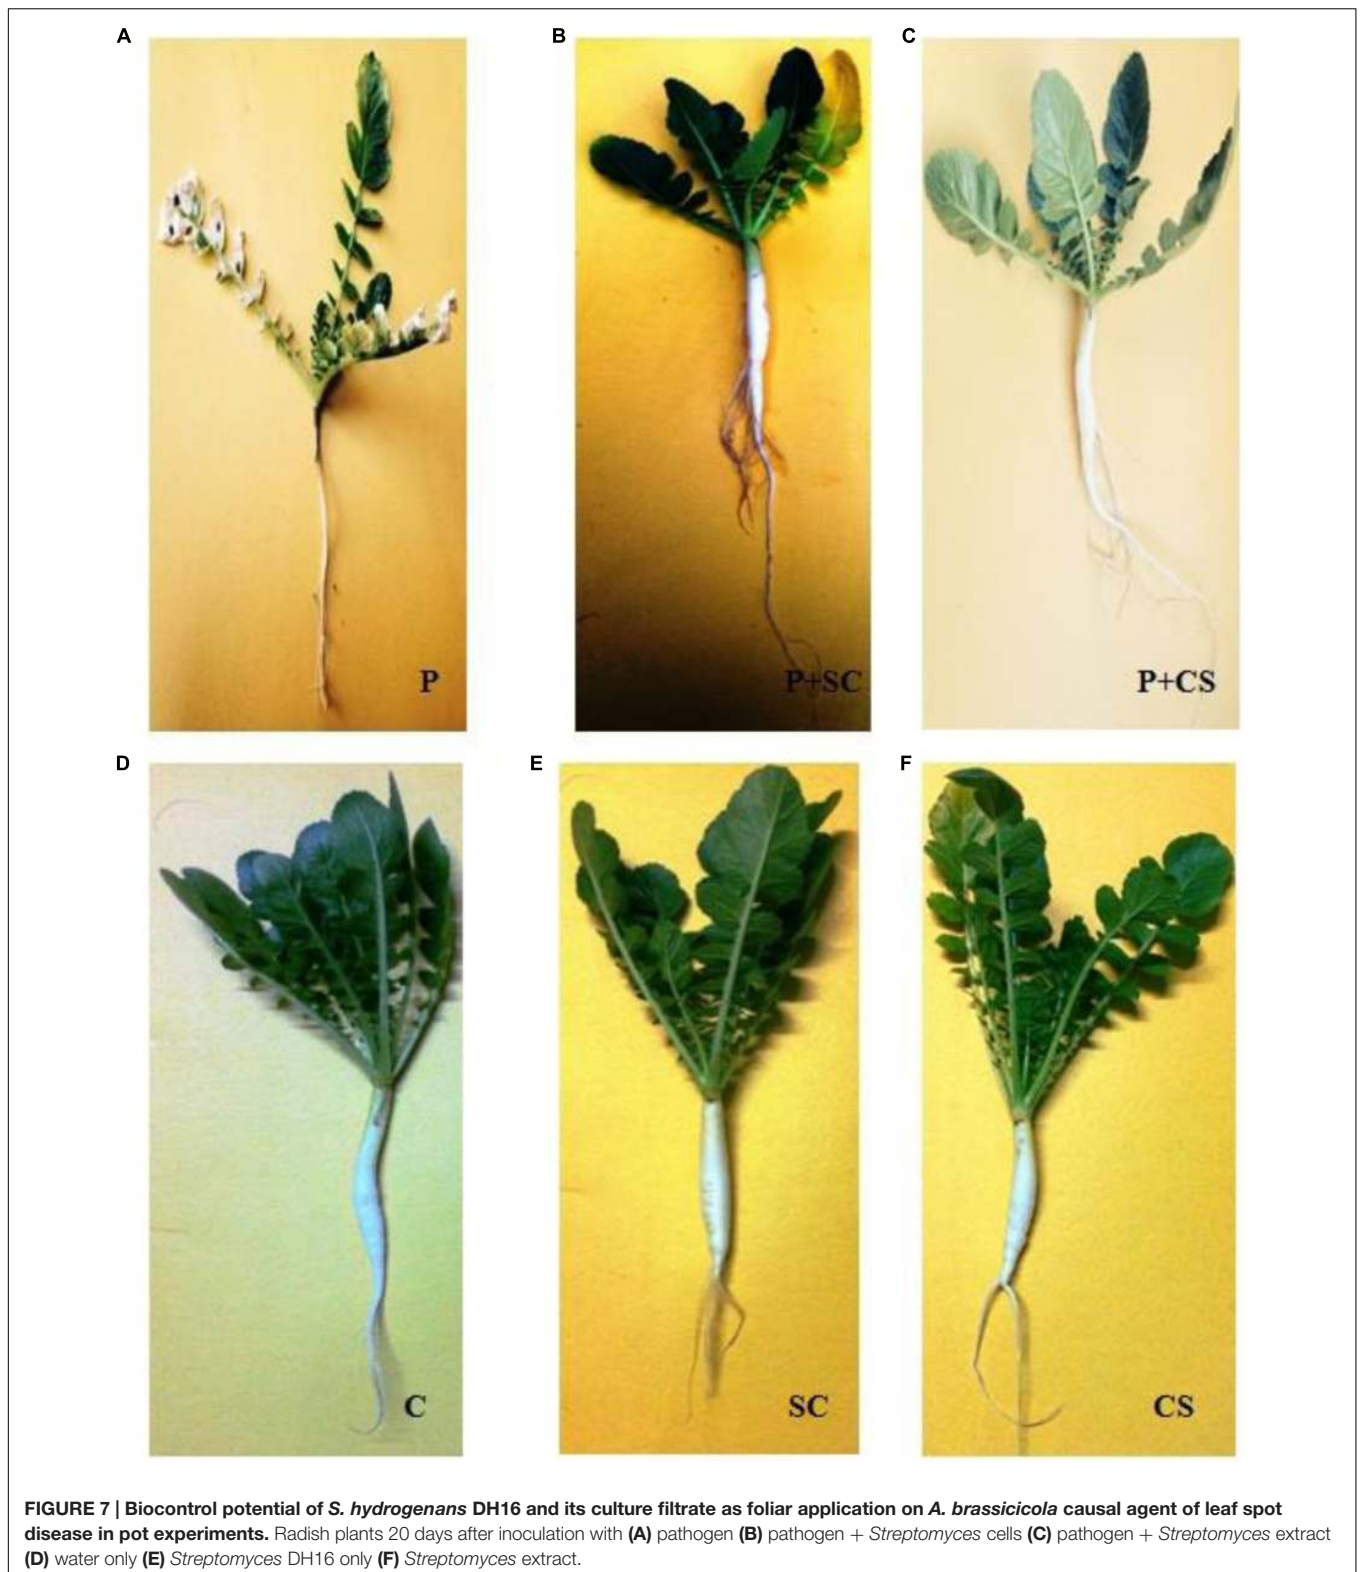 A
B
C
P
P+SC
P+CS
D
E
F
C
SC
CS
FIGURE 7 | Biocontrol potential of S. hydrogenans DH16 and its culture filtrate as foliar application on A. brassicicola causal agent of leaf spot
disease in pot experiments. Radish plants 20 days after inoculation with (A) pathogen (B) pathogen + Streptomyces cells (C) pathogen + Streptomyces extract
(D) water only (E) Streptomyces DH16 only (F) Streptomyces extract.